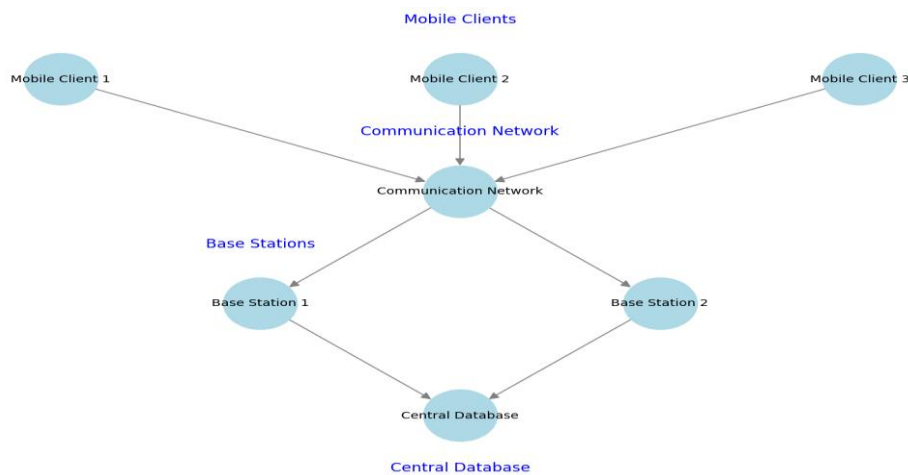 Mobile Clients
Mobile Client 1
Mobile Client 2
Mobile Client 3
Communication Network
Communication Network
Base Stations
Base Station 1
Base Station 2
Central Database
Central Database